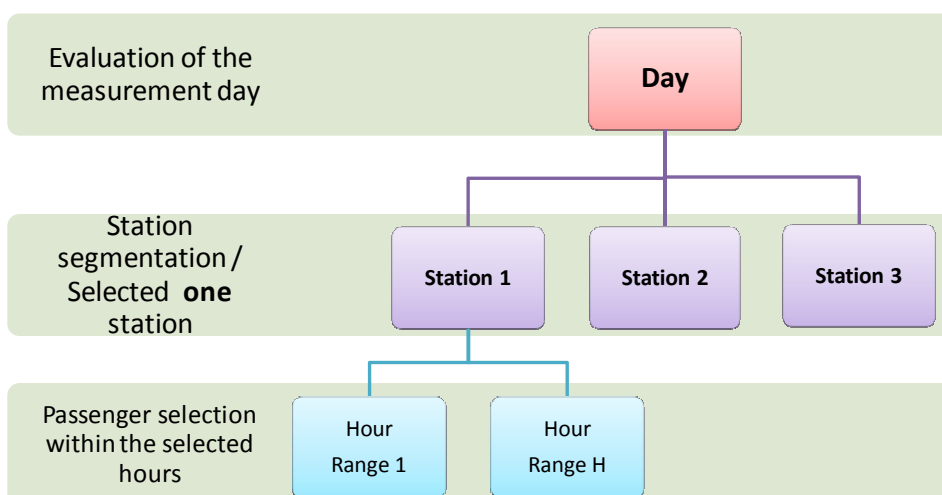 Evaluation of the
measurement day
Day
Station
segmentation /
Selected one
station
Station 1
Station 2
Station 3
Passenger selection
within the selected
hours
Hour
Range 1
Hour
Range H